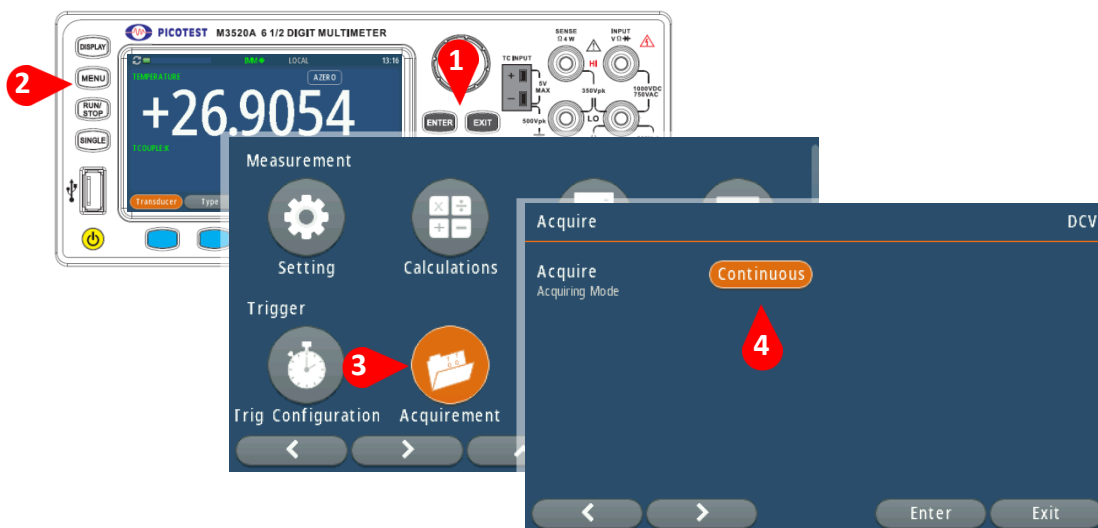 PICOTEST M3520A 6 1/2 DIGIT MULTIMETER
DISPLAY
MENU
RUN/
STOP
SINGLE
IMM
LOCAL
13:16
TEMPERATURE
AZERO
+26.9054
TCOUPLE:K
Transducer
Type
1
2
ENTER
EXIT
TC INPUT
+
−
5V
MAX
500Vpk
SENSE
Ω 4 W
INPUT
V Ω
HI
350Vpk
1000VDC
750VAC
LO
Measurement
Setting
Calculations
Trigger
3
Trig Configuration
Acquirement
Acquire
DCV
Acquire
Acquiring Mode
Continuous
4
Enter
Exit